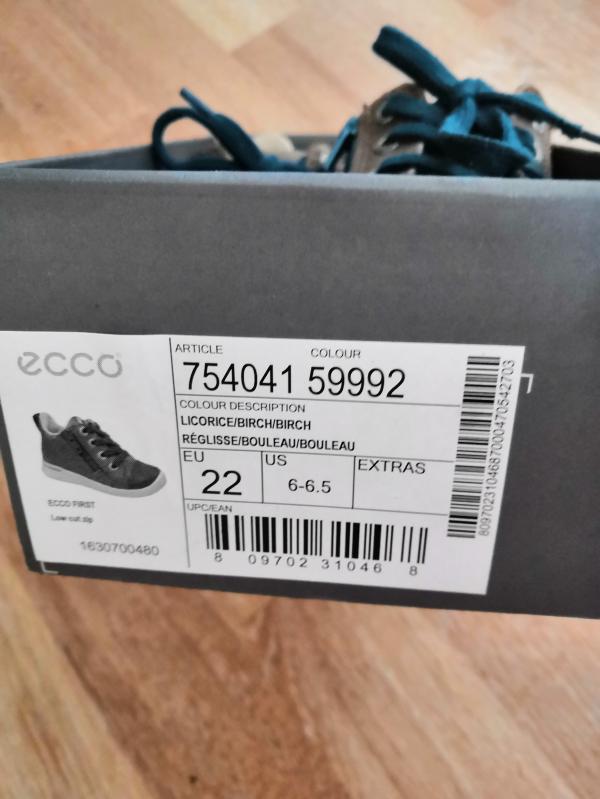 ecco
ARTICLE COLOUR
754041 59992
COLOUR DESCRIPTION
LICORICE/BIRCH/BIRCH
RÉGLISSE/BOULEAU/BOULEAU
EU US EXTRAS
22 6-6.5
UPC/EAN
8 09702 31046 8
ECCO FIRST
Low cut zip
1630700480
8097023104687000470542703